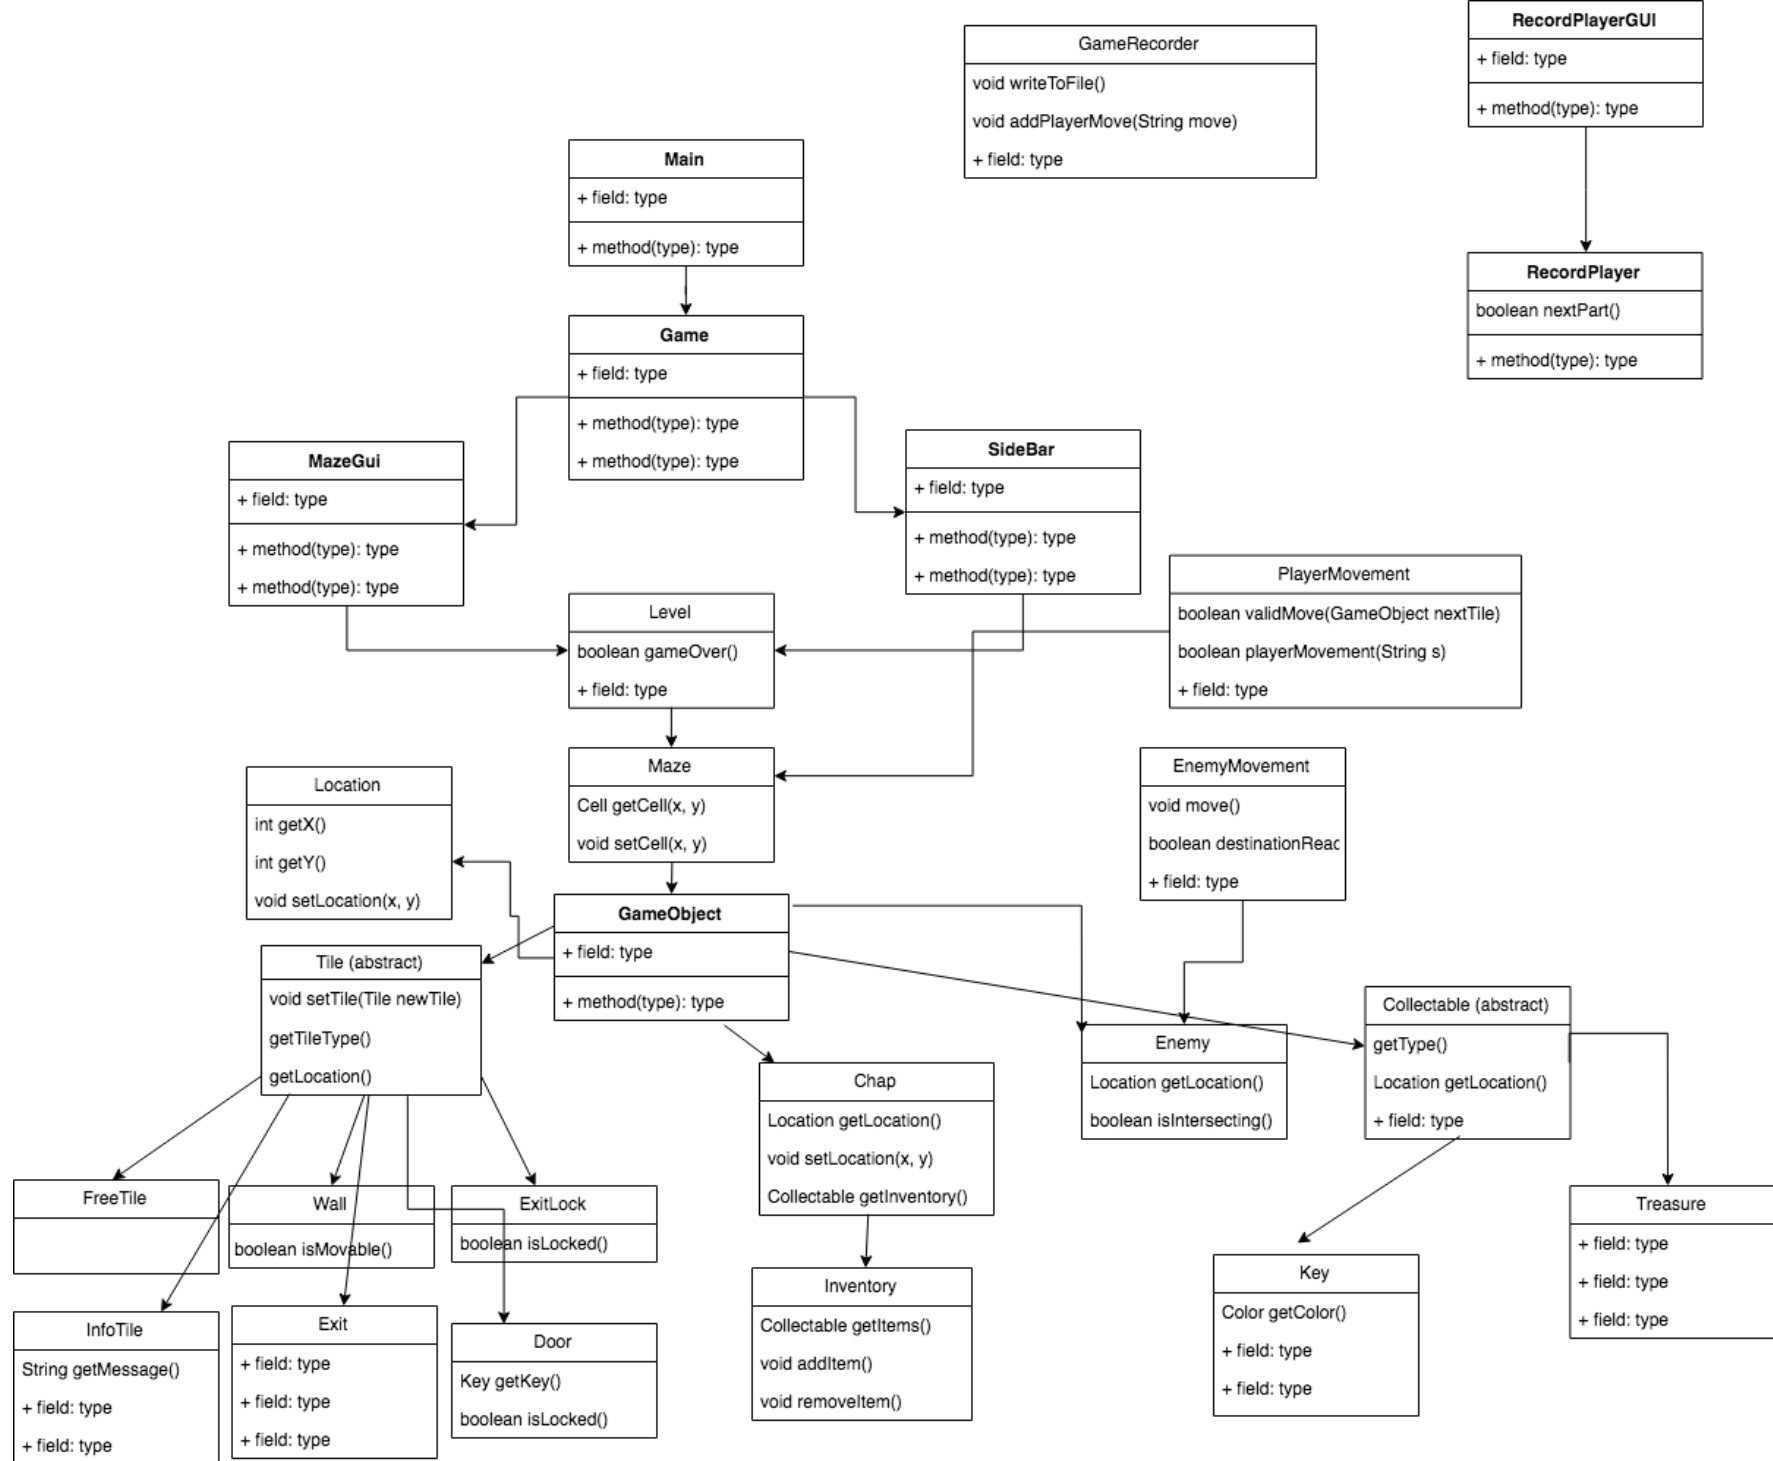 RecordPlayerGUI
+ field: type
+ method(type): type
GameRecorder
void writeToFile()
void addPlayerMove(String move)
+ field: type
Main
+ field: type
+ method(type): type
RecordPlayer
boolean nextPart()
+ method(type): type
Game
+ field: type
+ method(type): type
+ method(type): type
MazeGui
+ field: type
+ method(type): type
+ method(type): type
SideBar
+ field: type
+ method(type): type
+ method(type): type
PlayerMovement
boolean validMove(GameObject nextTile)
boolean playerMovement(String s)
+ field: type
Level
boolean gameOver()
+ field: type
Maze
Cell getCell(x, y)
void setCell(x, y)
EnemyMovement
void move()
boolean destinationReac
+ field: type
Location
int getX()
int getY()
void setLocation(x, y)
GameObject
+ field: type
+ method(type): type
Tile (abstract)
void setTile(Tile newTile)
getTileType()
getLocation()
Collectable (abstract)
getType()
Location getLocation()
+ field: type
Enemy
Location getLocation()
boolean isIntersecting()
Chap
Location getLocation()
void setLocation(x, y)
Collectable getInventory()
FreeTile
Wall
boolean isMovable()
ExitLock
boolean isLocked()
Treasure
+ field: type
+ field: type
+ field: type
Key
Color getColor()
+ field: type
+ field: type
Inventory
Collectable getItems()
void addItem()
void removeItem()
InfoTile
String getMessage()
+ field: type
+ field: type
Exit
+ field: type
+ field: type
+ field: type
Door
Key getKey()
boolean isLocked()